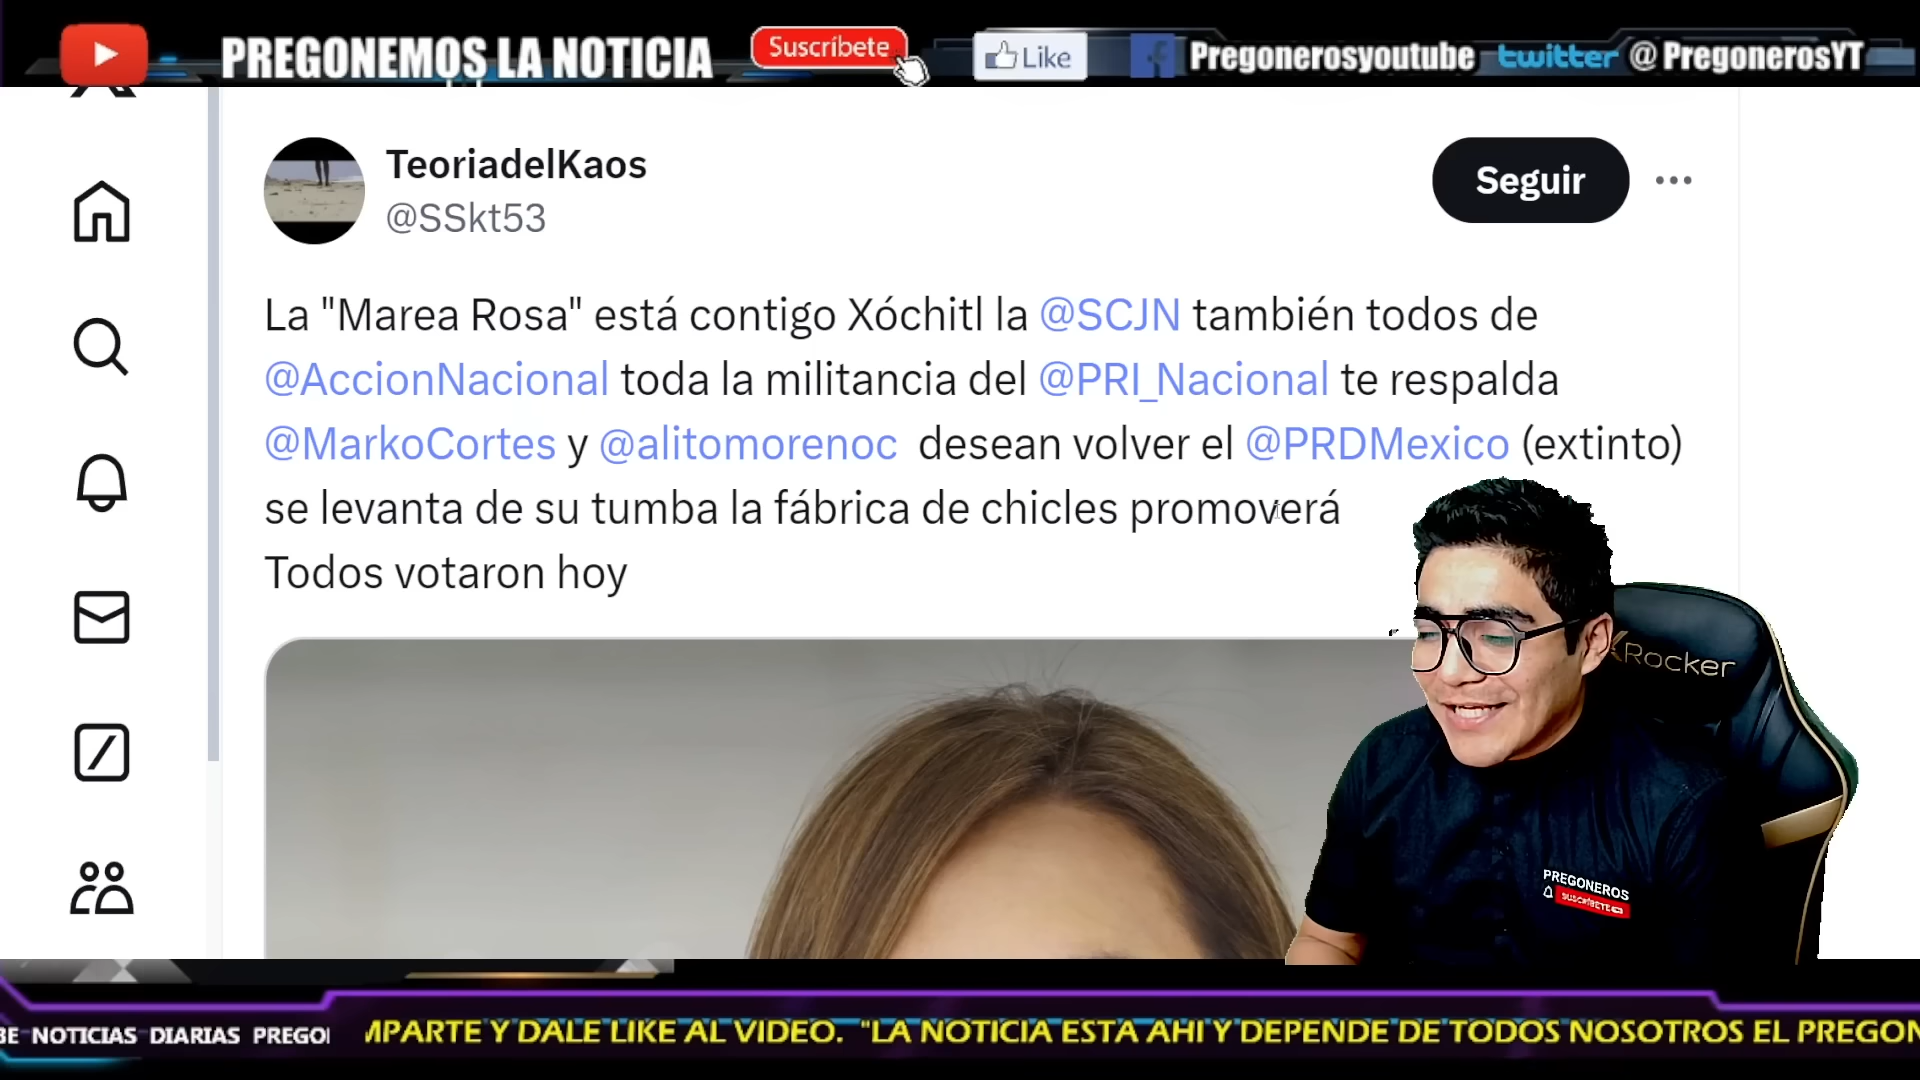 PREGONEMOS LA NOTICIA
Suscríbete
Like
Pregonerosyoutube
twitter @PregonerosYT
TeoriadelKaos
@SSkt53
Seguir
La "Marea Rosa" está contigo Xóchitl la @SCJN también todos de
@AccionNacional toda la militancia del @PRI_Nacional te respalda
@MarkoCortes y @alitomorenoc desean volver el @PRDMexico (extinto)
se levanta de su tumba la fábrica de chicles promoverá
Todos votaron hoy
XRocker
PREGONEROS
SUSCRÍBETE
BE NOTICIAS DIARIAS PREGO
MPARTE Y DALE LIKE AL VIDEO. "LA NOTICIA ESTA AHI Y DEPENDE DE TODOS NOSOTROS EL PREGON